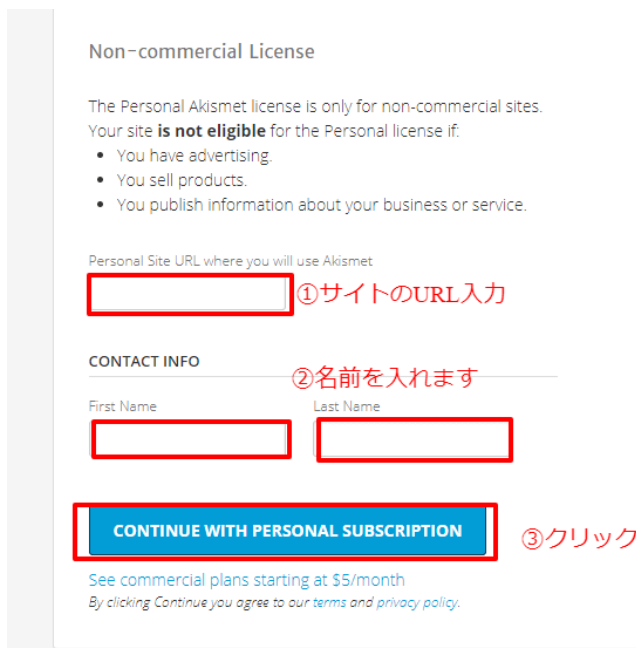 Non-commercial License
The Personal Akismet license is only for non-commercial sites.
Your site is not eligible for the Personal license if:
• You have advertising.
• You sell products.
• You publish information about your business or service.
Personal Site URL where you will use Akismet
①サイトのURL入力
CONTACT INFO
②名前を入れます
First Name Last Name
CONTINUE WITH PERSONAL SUBSCRIPTION ③クリック
See commercial plans starting at $5/month
By clicking Continue you agree to our terms and privacy policy.